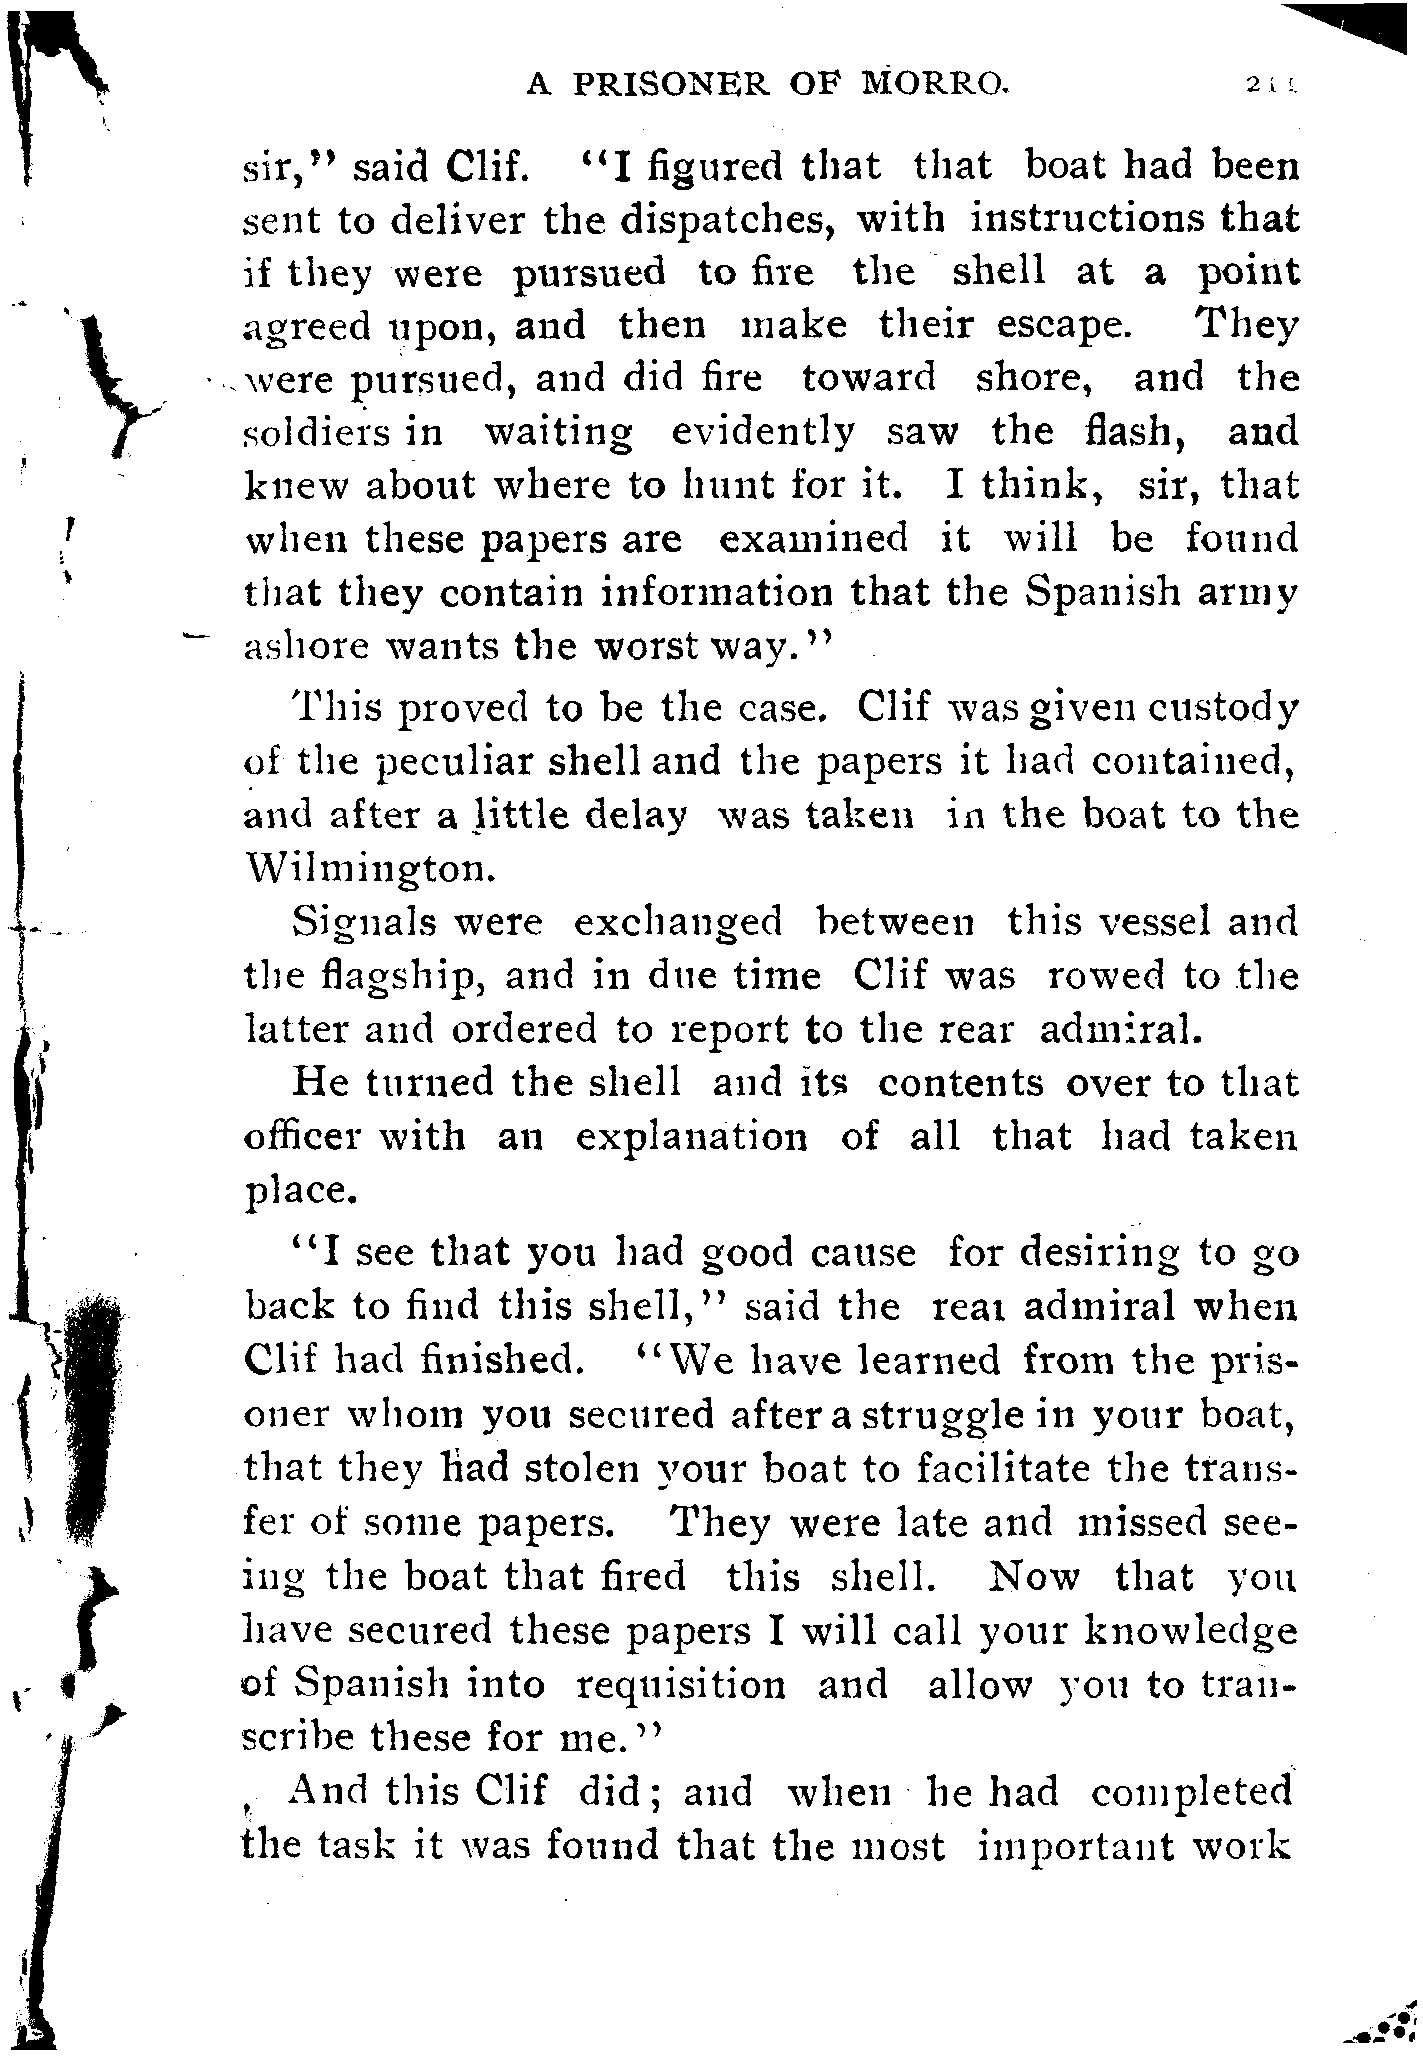 A PRISONER OF MORRO. 211
sir," said Clif. "I figured that that boat had been
sent to deliver the dispatches, with instructions that
if they were pursued to fire the shell at a point
agreed upon, and then make their escape. They
were pursued, and did fire toward shore, and the
soldiers in waiting evidently saw the flash, and
knew about where to hunt for it. I think, sir, that
when these papers are examined it will be found
that they contain information that the Spanish army
ashore wants the worst way."
This proved to be the case. Clif was given custody
of the peculiar shell and the papers it had contained,
and after a little delay was taken in the boat to the
Wilmington.
Signals were exchanged between this vessel and
the flagship, and in due time Clif was rowed to the
latter and ordered to report to the rear admiral.
He turned the shell and its contents over to that
officer with an explanation of all that had taken
place.
"I see that you had good cause for desiring to go
back to find this shell," said the rear admiral when
Clif had finished. "We have learned from the pris-
oner whom you secured after a struggle in your boat,
that they had stolen your boat to facilitate the trans-
fer of some papers. They were late and missed see-
ing the boat that fired this shell. Now that you
have secured these papers I will call your knowledge
of Spanish into requisition and allow you to tran-
scribe these for me."
And this Clif did; and when he had completed
the task it was found that the most important work